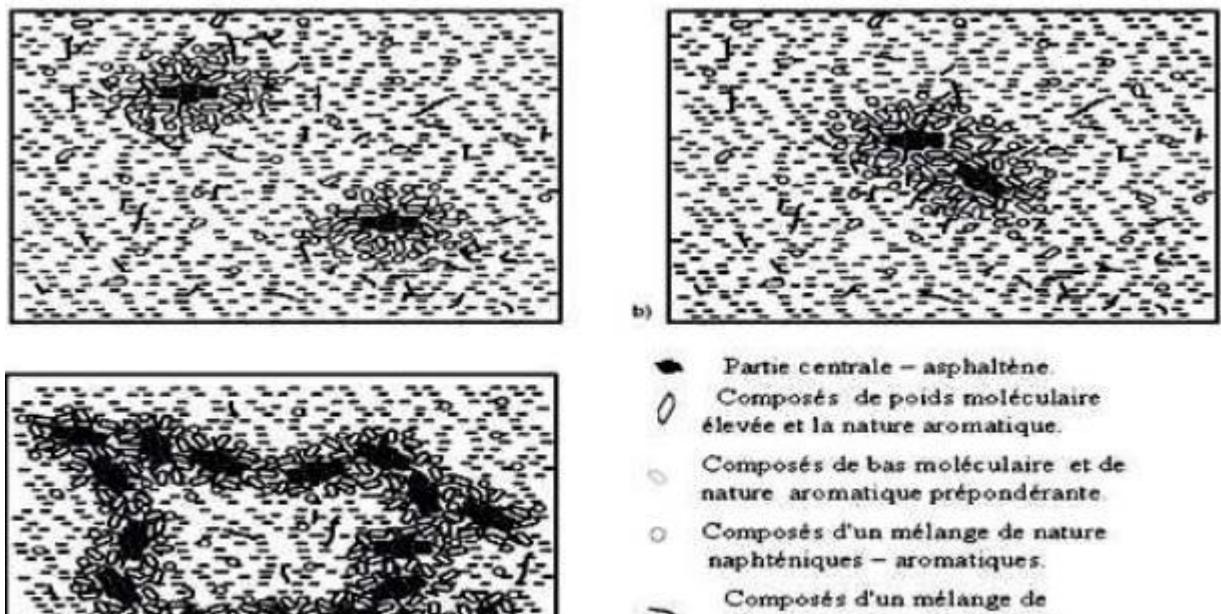 b)
Partie centrale – asphaltène.
Composés de poids moléculaire
élevée et la nature aromatique.
Composés de bas moléculaire et de
nature aromatique prépondérante.
Composés d'un mélange de nature
naphténiques – aromatiques.
Composés d'un mélange de